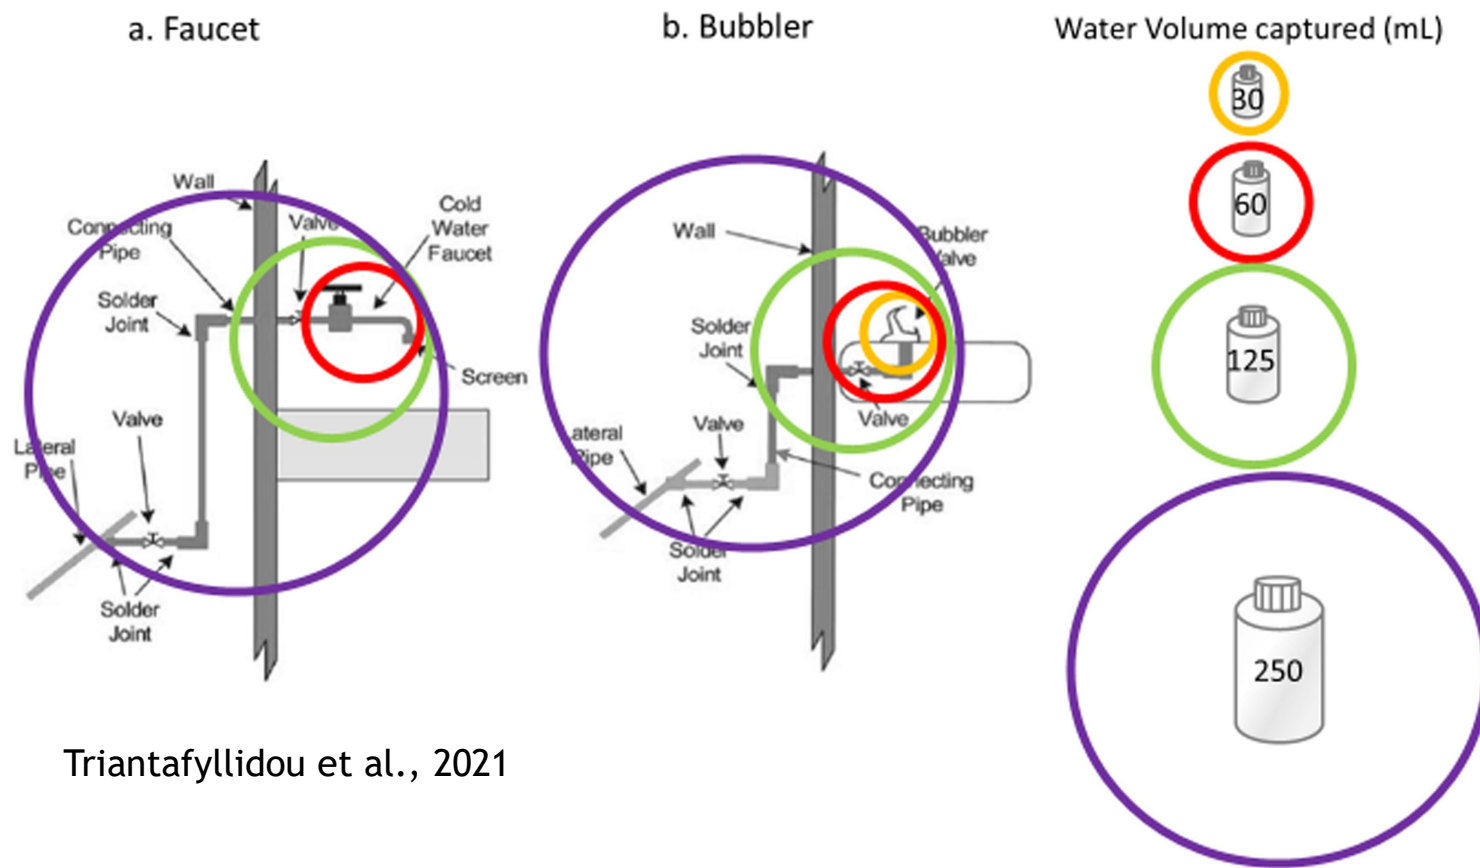 a. Faucet
b. Bubbler
Water Volume captured (mL)
30
60
125
250
Wall
Connecting
Pipe
Valve
Cold
Water
Faucet
Solder
Joint
Screen
Valve
Lateral
Pipe
Solder
Joint
Wall
Bubbler
Valve
Solder
Joint
Valve
Valve
Lateral
Pipe
Connecting
Pipe
Solder
Joint
Triantafyllidou et al., 2021